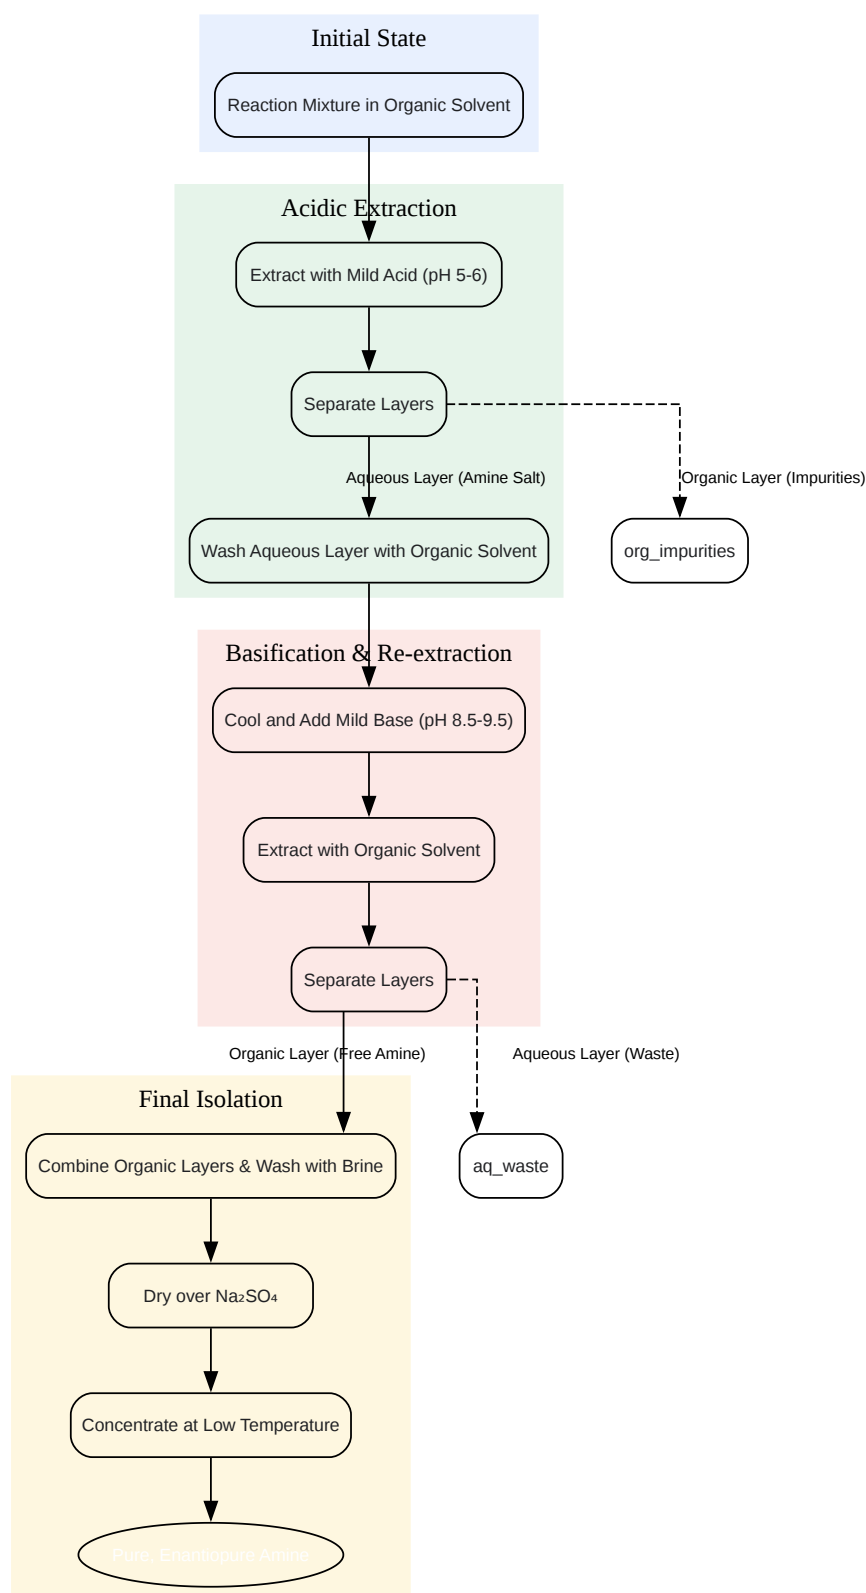 Initial State
Reaction Mixture in Organic Solvent
Acidic Extraction
Extract with Mild Acid (pH 5-6)
Separate Layers
Aqueous Layer (Amine Salt)
Organic Layer (Impurities)
Wash Aqueous Layer with Organic Solvent
org_impurities
Basification & Re-extraction
Cool and Add Mild Base (pH 8.5-9.5)
Extract with Organic Solvent
Separate Layers
Organic Layer (Free Amine)
Aqueous Layer (Waste)
Final Isolation
Combine Organic Layers & Wash with Brine
aq_waste
Dry over Na₂SO₄
Concentrate at Low Temperature
Pure, Enantiopure Amine